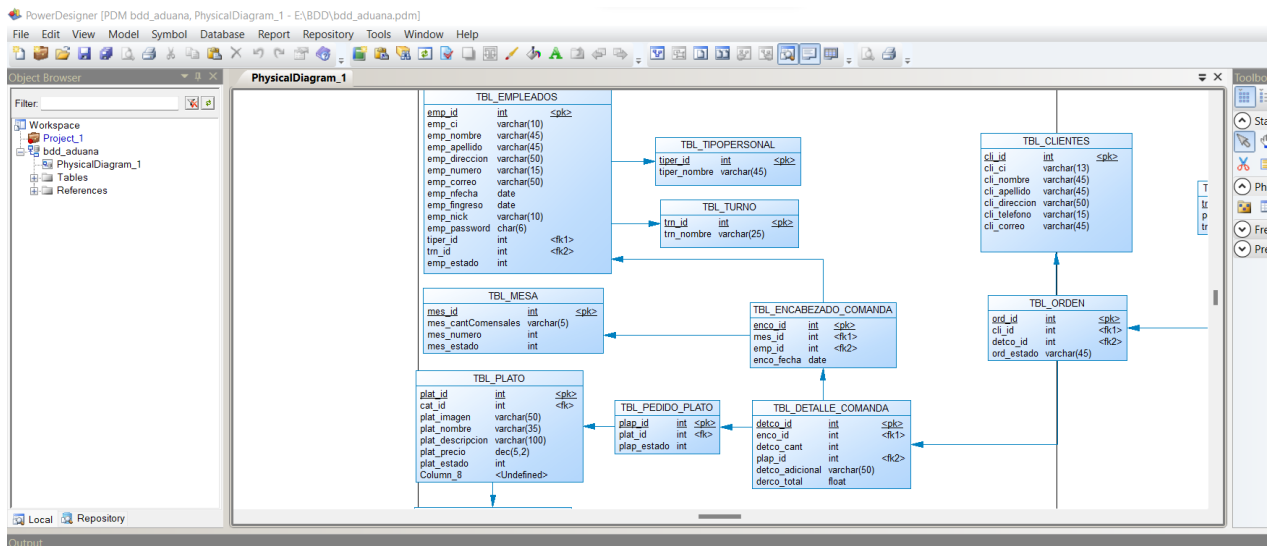 PowerDesigner [PDM bdd_aduana, PhysicalDiagram_1 - E:\BDD\bdd_aduana.pdm]
File Edit View Model Symbol Database Report Repository Tools Window Help
Object Browser
PhysicalDiagram_1
Toolbo
Filter:
Workspace
Project_1
bdd_aduana
PhysicalDiagram_1
Tables
References
Local Repository
TBL_EMPLEADOS
emp_id int <pk>
emp_ci varchar(10)
emp_nombre varchar(45)
emp_apellido varchar(45)
emp_direccion varchar(50)
emp_numero varchar(15)
emp_correo varchar(50)
emp_nfecha date
emp_fingreso date
emp_nick varchar(10)
emp_password char(6)
tiper_id int <fk1>
trn_id int <fk2>
emp_estado int
TBL_TIPOPERSONAL
tiper_id int <pk>
tiper_nombre varchar(45)
TBL_TURNO
trn_id int <pk>
trn_nombre varchar(25)
TBL_CLIENTES
cli_id int <pk>
cli_ci varchar(13)
cli_nombre varchar(45)
cli_apellido varchar(45)
cli_direccion varchar(50)
cli_telefono varchar(15)
cli_correo varchar(45)
T
tr
p
tr
Sta
Ph
Fre
Pre
TBL_MESA
mes_id int <pk>
mes_cantComensales varchar(5)
mes_numero int
mes_estado int
TBL_ENCABEZADO_COMANDA
enco_id int <pk>
mes_id int <fk1>
emp_id int <fk2>
enco_fecha date
TBL_ORDEN
ord_id int <pk>
cli_id int <fk1>
detco_id int <fk2>
ord_estado varchar(45)
TBL_PLATO
plat_id int <pk>
cat_id int <fk>
plat_imagen varchar(50)
plat_nombre varchar(35)
plat_descripcion varchar(100)
plat_precio dec(5,2)
plat_estado int
Column_8 <Undefined>
TBL_PEDIDO_PLATO
plap_id int <pk>
plat_id int <fk>
plap_estado int
TBL_DETALLE_COMANDA
detco_id int <pk>
enco_id int <fk1>
detco_cant int
plap_id int <fk2>
detco_adicional varchar(50)
derco_total float
Output